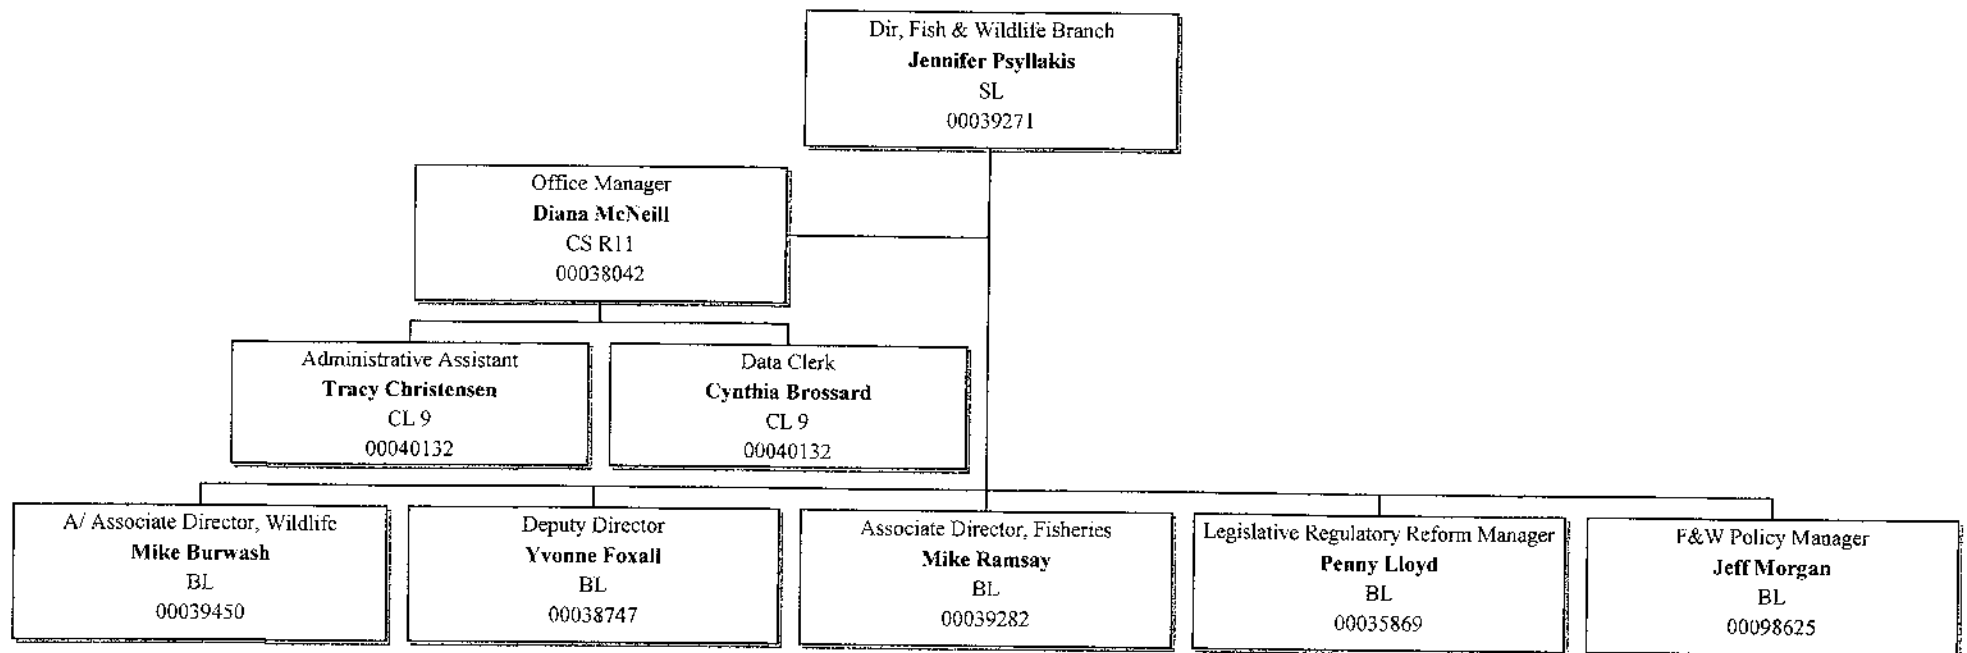 Dir, Fish & Wildlife Branch
Jennifer Psyllakis
SL
00039271
Office Manager
Diana McNeill
CS R11
00038042
Administrative Assistant
Tracy Christensen
CL 9
00040132
Data Clerk
Cynthia Brossard
CL 9
00040132
A/ Associate Director, Wildlife
Mike Burwash
BL
00039450
Deputy Director
Yvonne Foxall
BL
00038747
Associate Director, Fisheries
Mike Ramsay
BL
00039282
Legislative Regulatory Reform Manager
Penny Lloyd
BL
00035869
F&W Policy Manager
Jeff Morgan
BL
00098625